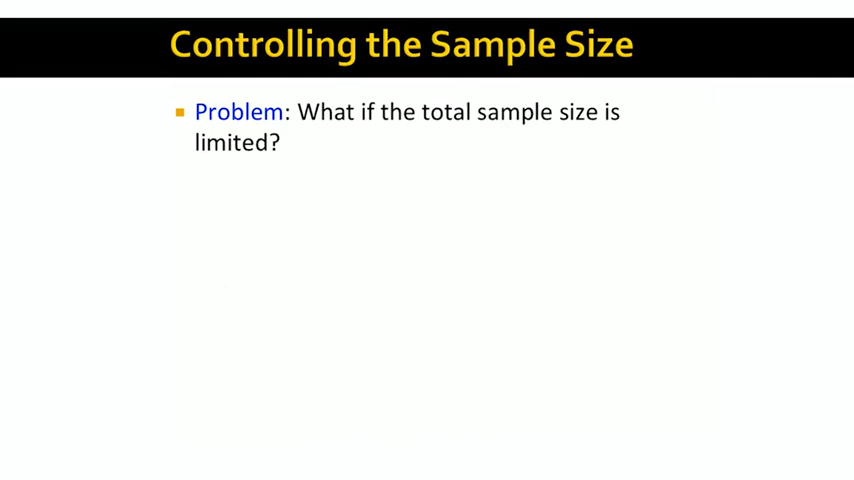 Controlling the Sample Size
Problem: What if the total sample size is
limited?